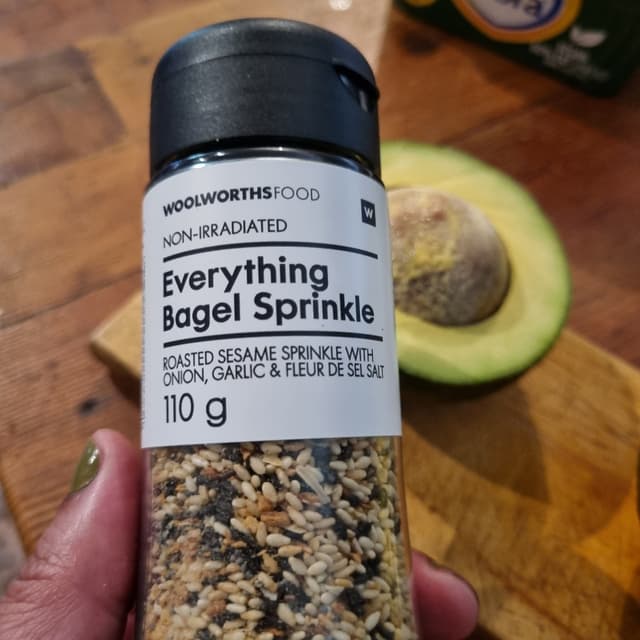 WOOLWORTHSFOOD
W
NON-IRRADIATED
Everything
Bagel Sprinkle
ROASTED SESAME SPRINKLE WITH
ONION, GARLIC & FLEUR DE SEL SALT
110 g